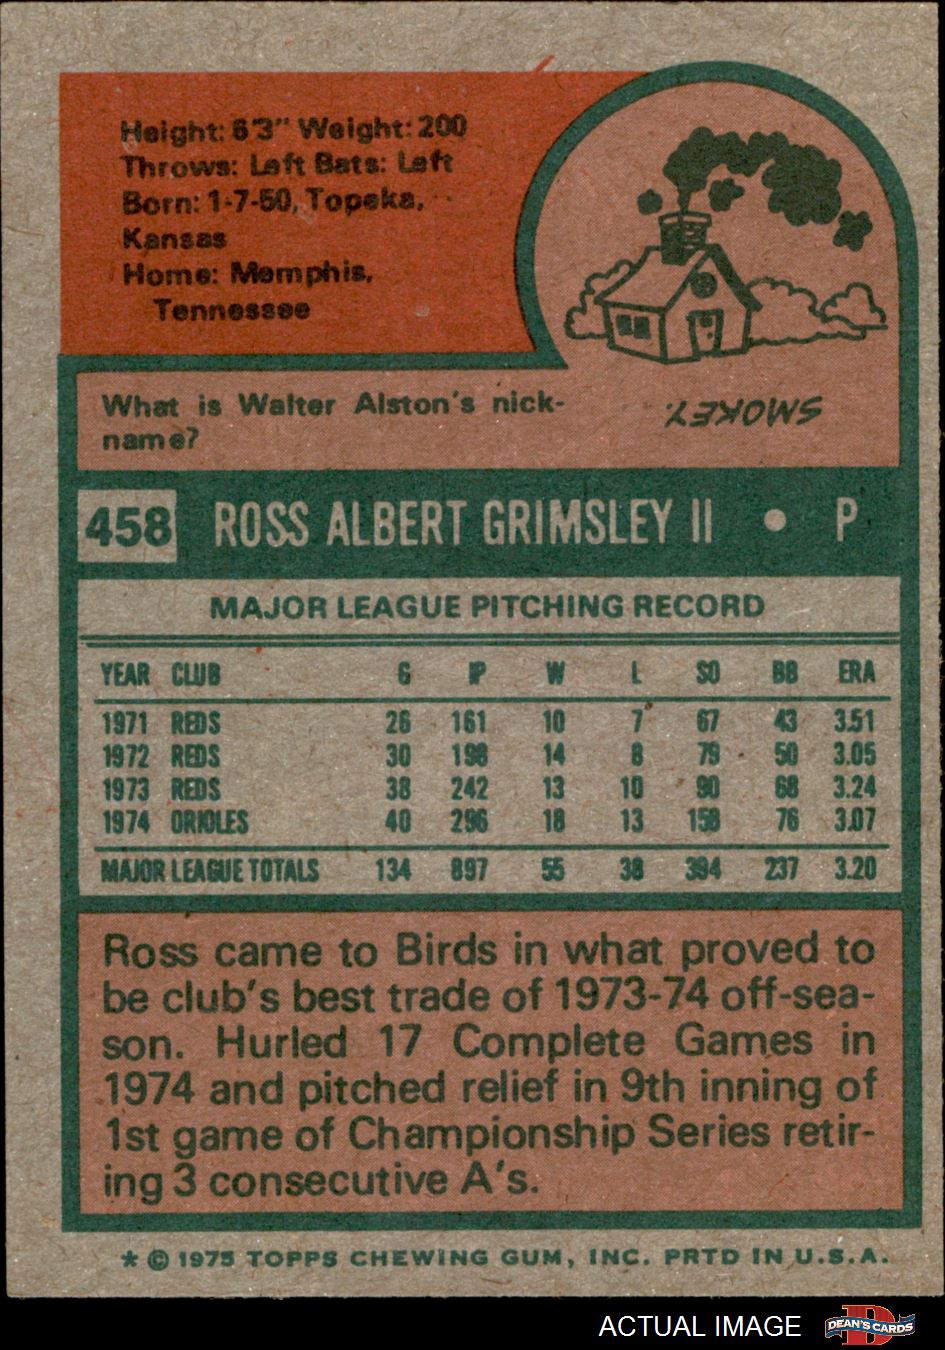 Height: 6'3" Weight: 200
Throws: Left Bats: Left
Born: 1-7-50, Topeka,
Kansas
Home: Memphis,
Tennessee
What is Walter Alston's nick-
name?
SMOKEY.
458 ROSS ALBERT GRIMSLEY II • P
MAJOR LEAGUE PITCHING RECORD
YEAR CLUB G IP W L SO BB ERA
1971 REDS 26 161 10 7 67 43 3.51
1972 REDS 30 198 14 8 79 50 3.05
1973 REDS 38 242 13 10 90 68 3.24
1974 ORIOLES 40 296 18 13 158 76 3.07
MAJOR LEAGUE TOTALS 134 897 55 38 394 237 3.20
Ross came to Birds in what proved to
be club's best trade of 1973-74 off-sea-
son. Hurled 17 Complete Games in
1974 and pitched relief in 9th inning of
1st game of Championship Series retir-
ing 3 consecutive A's.
* © 1975 TOPPS CHEWING GUM, INC. PRTD IN U.S.A.
ACTUAL IMAGE
D
DEAN'S CARDS